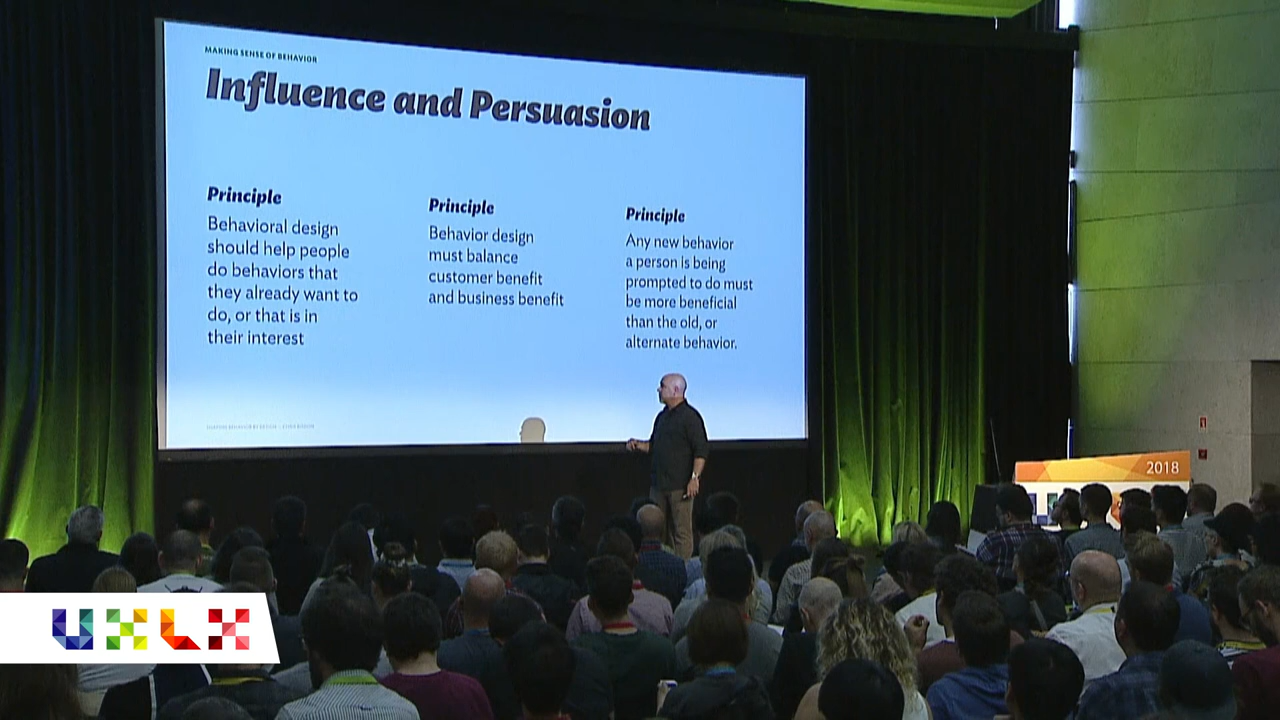 MAKING SENSE OF BEHAVIOR
Influence and Persuasion
Principle
Behavioral design
should help people
do behaviors that
they already want to
do, or that is in
their interest
Principle
Behavior design
must balance
customer benefit
and business benefit
Principle
Any new behavior
a person is being
prompted to do must
be more beneficial
than the old, or
alternate behavior.
2018
UXLX